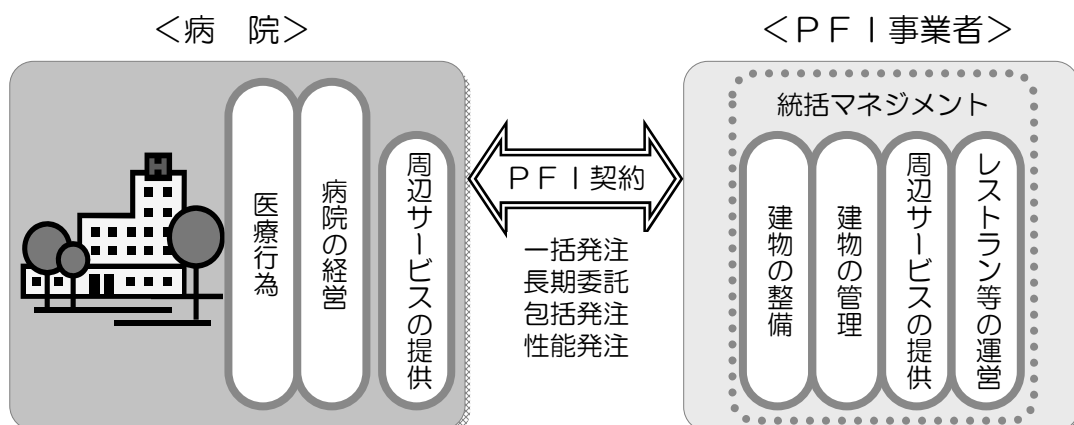 ＜病　院＞
＜ＰＦＩ事業者＞
H
医療行為
病院の経営
周辺サービスの提供
ＰＦＩ契約
一括発注
長期委託
包括発注
性能発注
統括マネジメント
建物の整備
建物の管理
周辺サービスの提供
レストラン等の運営